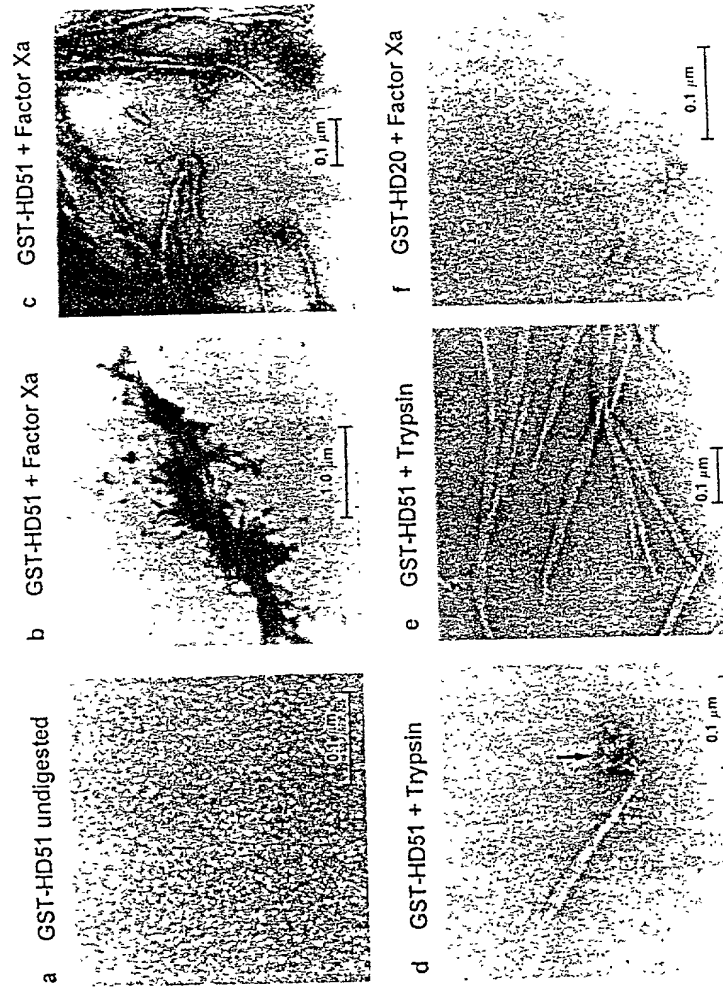 a GST-HD51 undigested
0.1 µm
b GST-HD51 + Factor Xa
1.0 µm
c GST-HD51 + Factor Xa
0.1 µm
d GST-HD51 + Trypsin
0.1 µm
e GST-HD51 + Trypsin
0.1 µm
f GST-HD20 + Factor Xa
0.1 µm